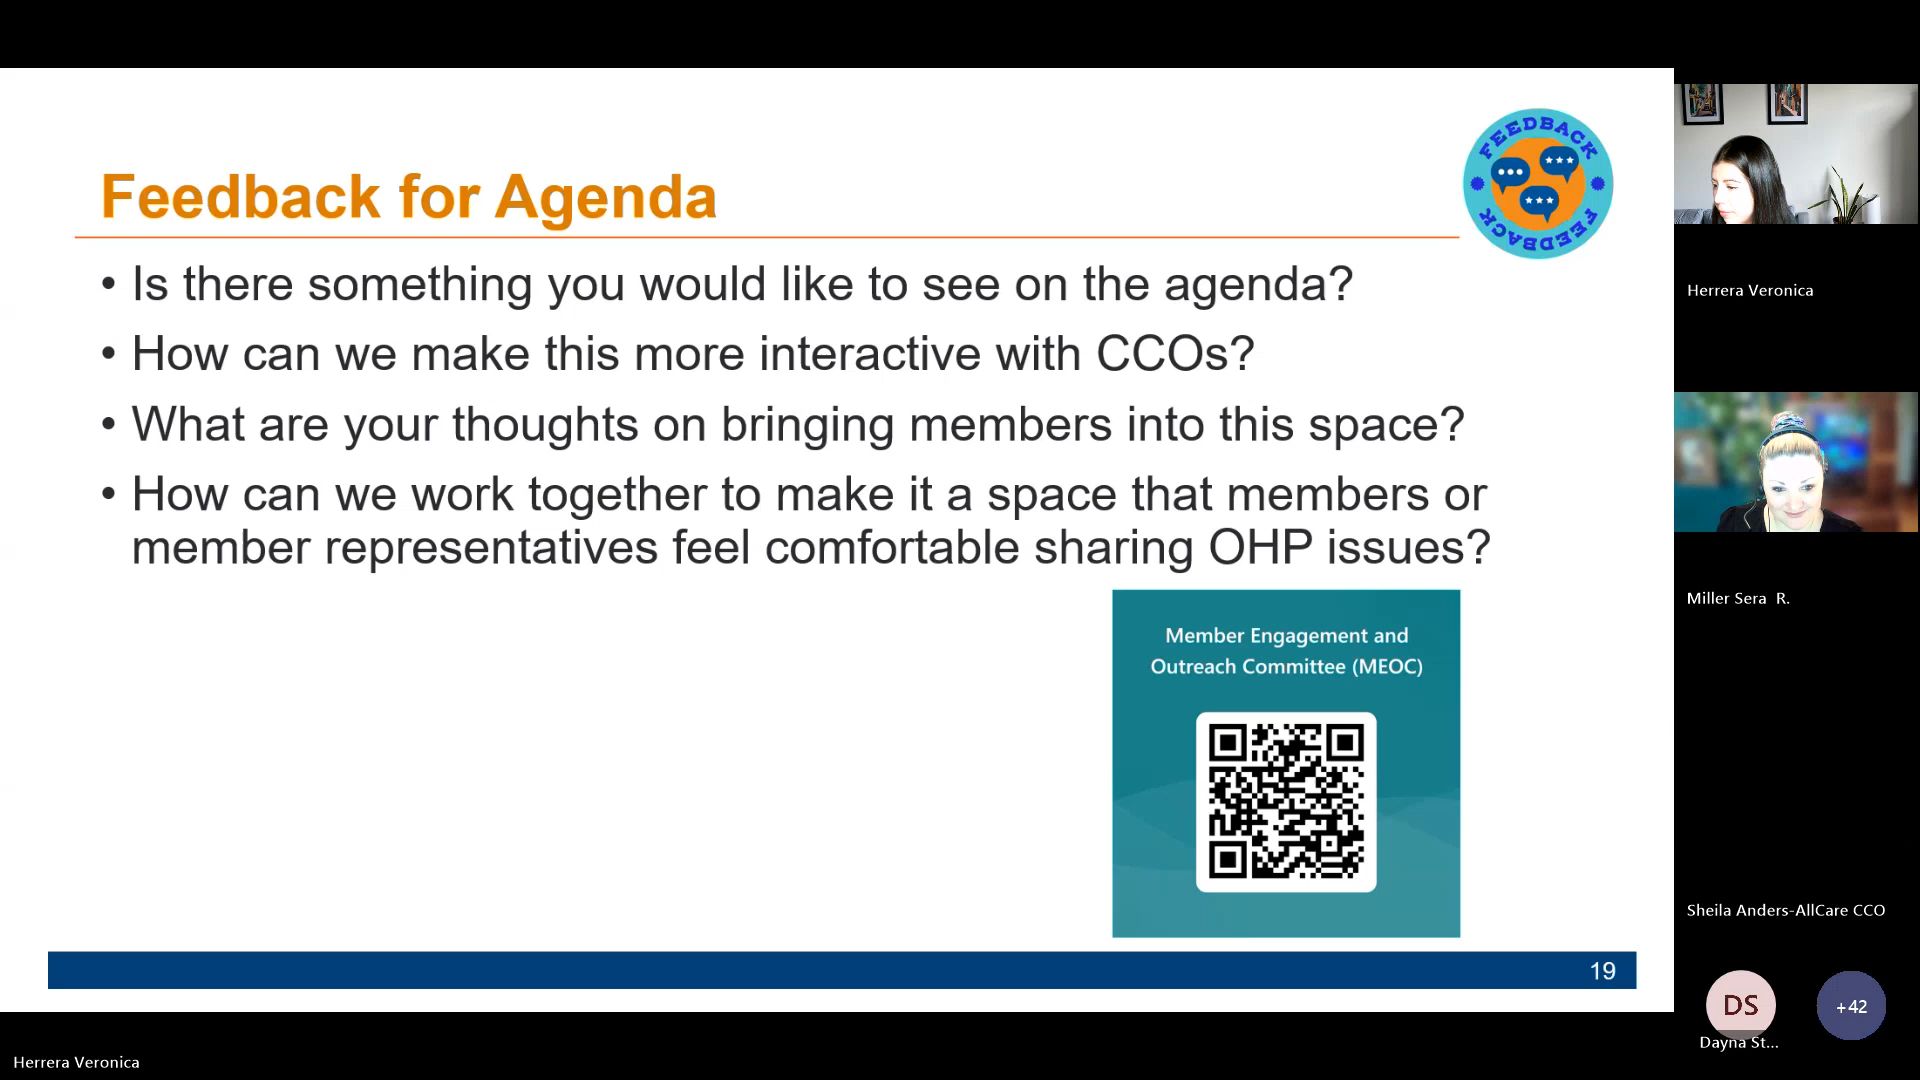 Feedback for Agenda
FEEDBACK
FEEDBACK
• Is there something you would like to see on the agenda?
• How can we make this more interactive with CCOs?
• What are your thoughts on bringing members into this space?
• How can we work together to make it a space that members or
member representatives feel comfortable sharing OHP issues?
Member Engagement and
Outreach Committee (MEOC)
19
Herrera Veronica
Miller Sera R.
Sheila Anders-AllCare CCO
DS
+42
Dayna St...
Herrera Veronica